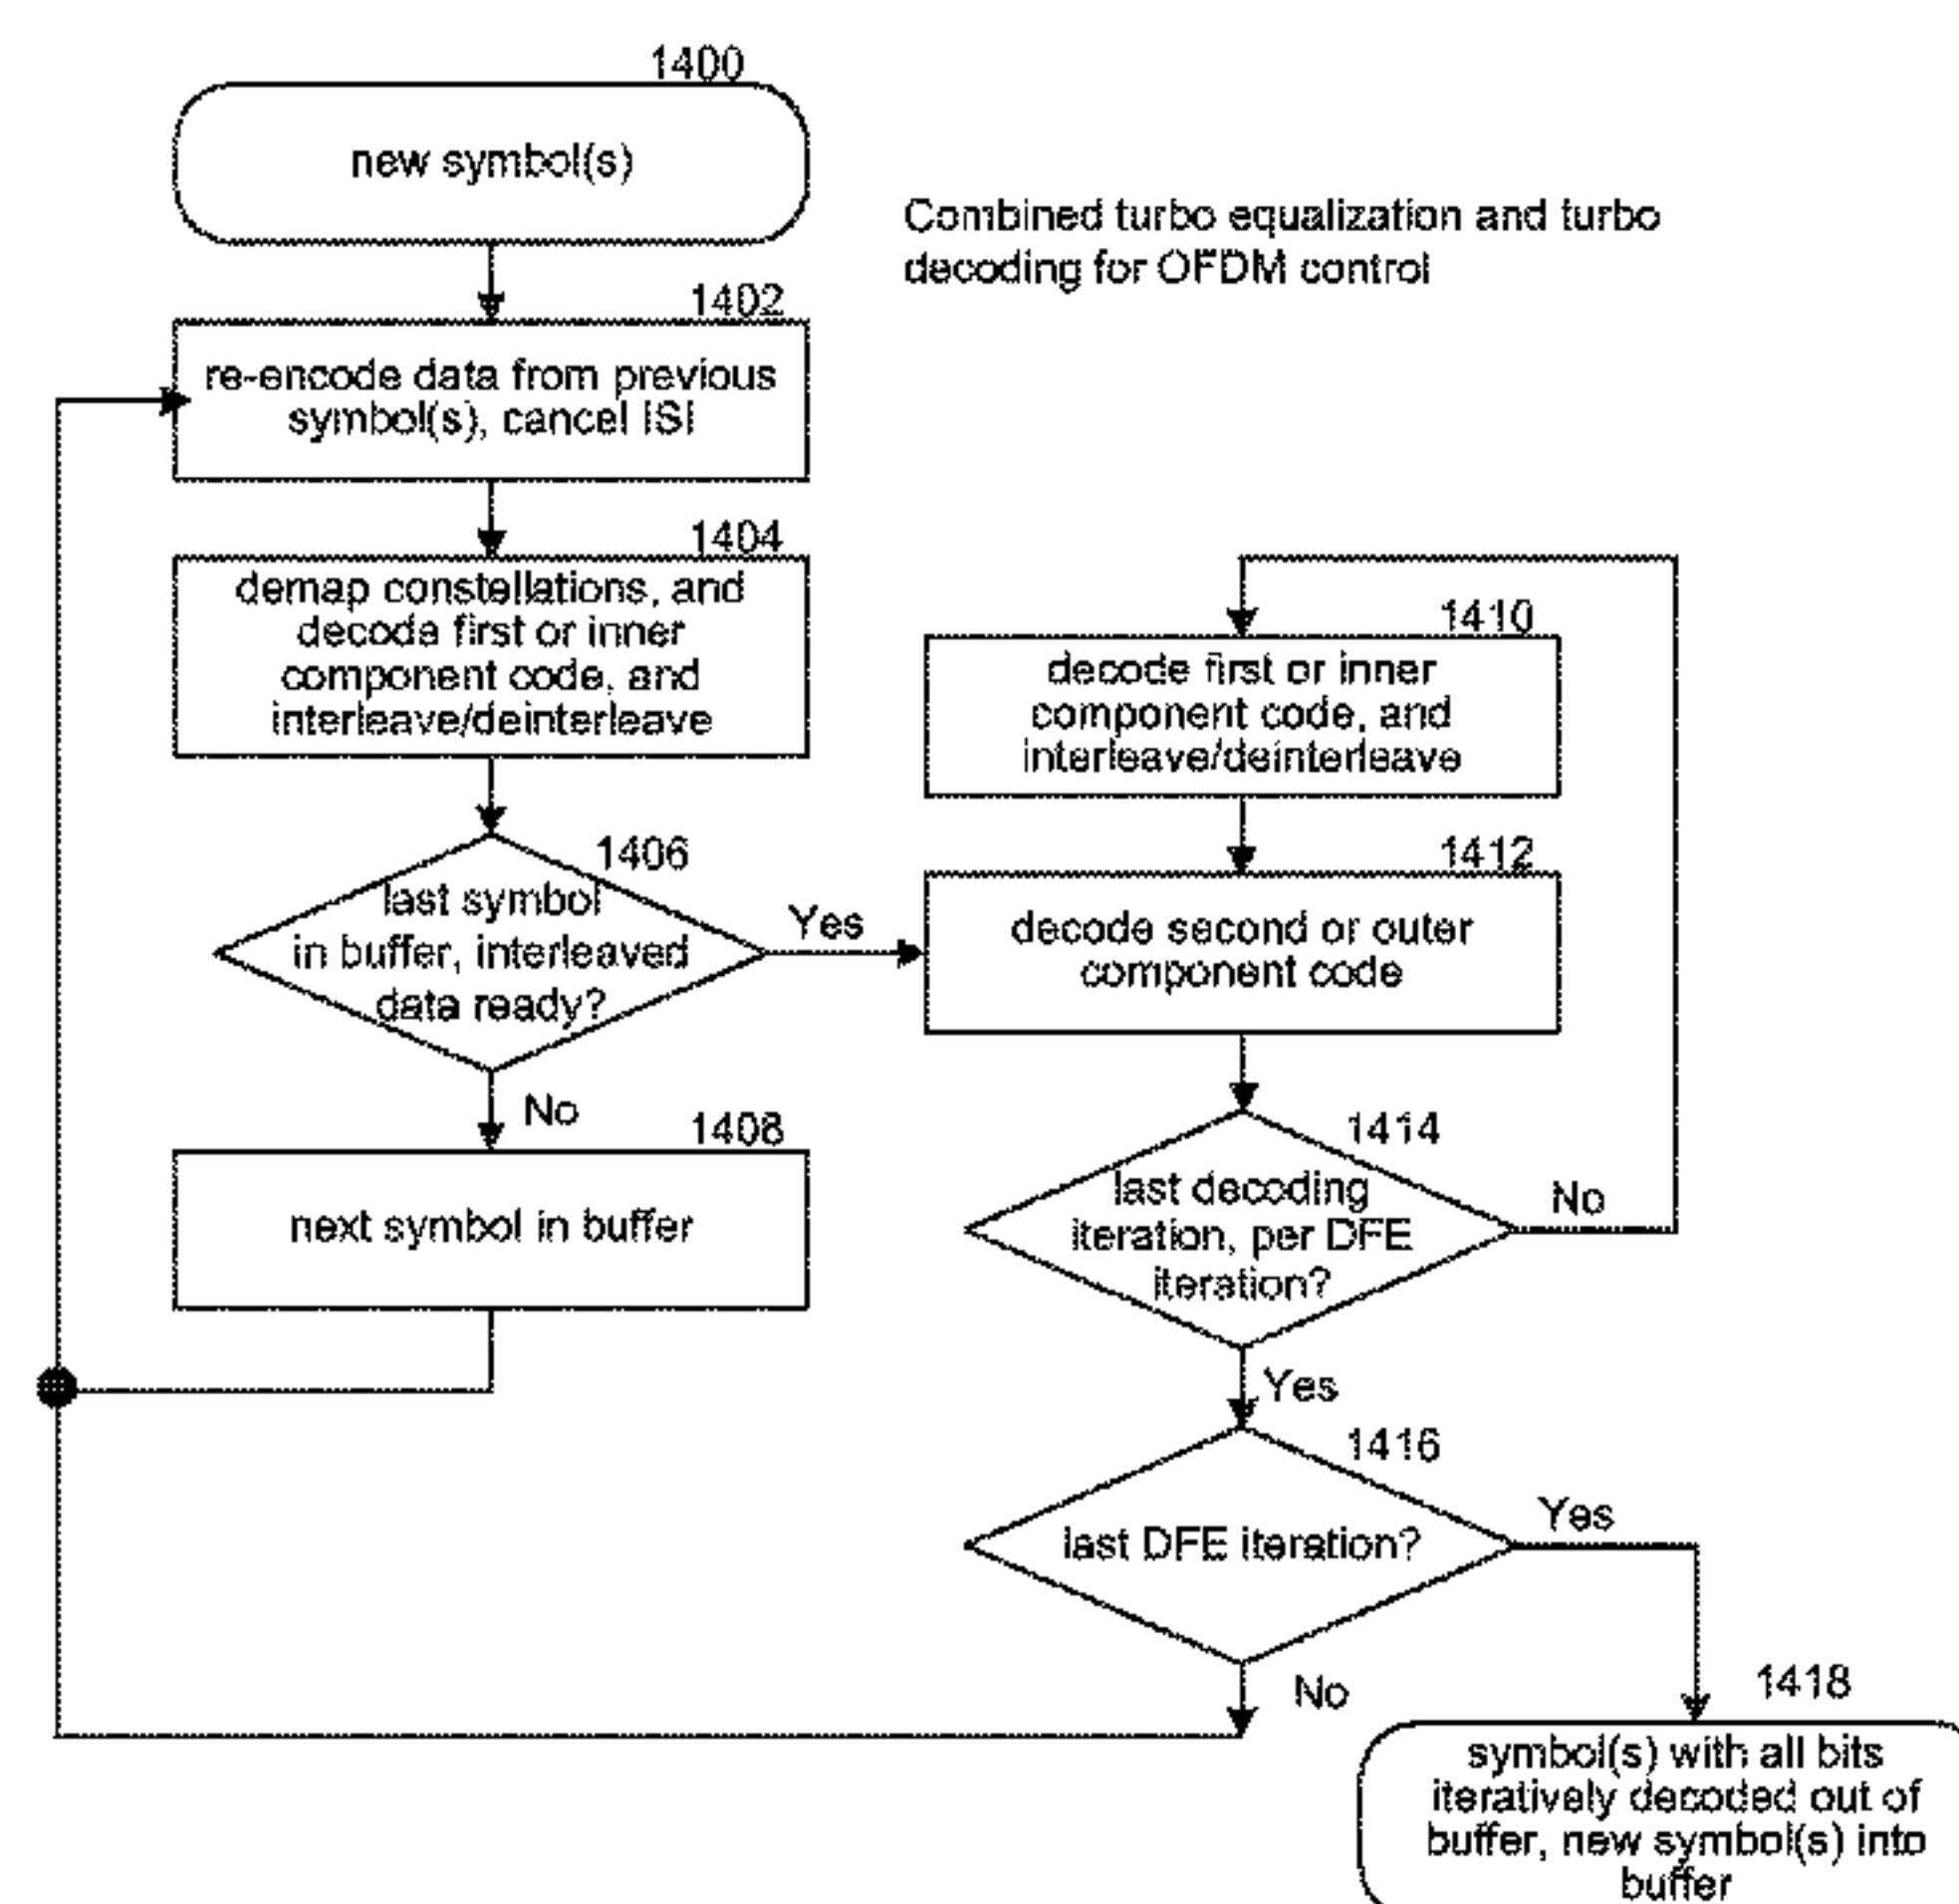 1400
new symbol(s)
Combined turbo equalization and turbo
decoding for OFDM control
1402
re-encode data from previous
symbol(s), cancel ISI
1404
demap constellations, and
decode first or inner
component code, and
interleave/deinterleave
1406
last symbol
in buffer, interleaved
data ready?
Yes
No
1408
next symbol in buffer
1410
decode first or inner
component code, and
interleave/deinterleave
1412
decode second or outer
component code
1414
last decoding
iteration, per DFE
iteration?
No
Yes
1416
last DFE iteration?
Yes
No
1418
symbol(s) with all bits
iteratively decoded out of
buffer, new symbol(s) into
buffer